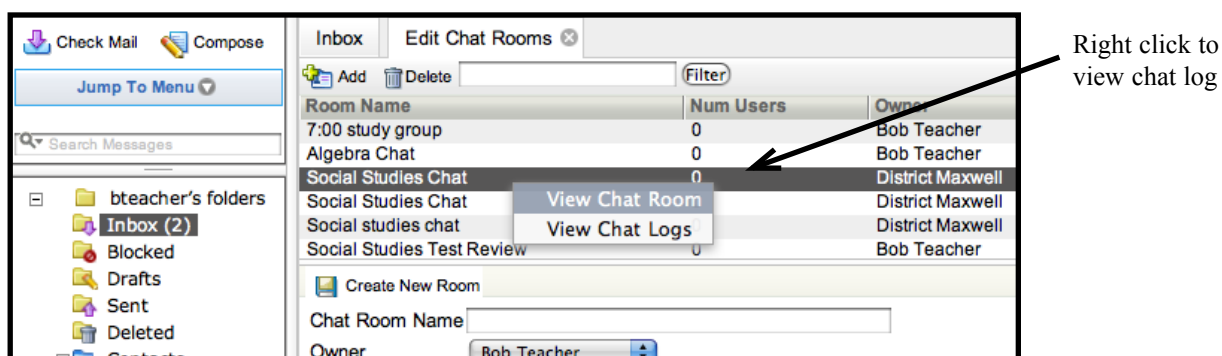 Check Mail Compose
Jump To Menu
Search Messages
bteacher's folders
Inbox (2)
Blocked
Drafts
Sent
Deleted
Contacts
Inbox Edit Chat Rooms
Add Delete Filter
Room Name Num Users Owner
7:00 study group 0 Bob Teacher
Algebra Chat 0 Bob Teacher
Social Studies Chat 0 District Maxwell
Social Studies Chat District Maxwell
Social studies chat District Maxwell
Social Studies Test Review 0 Bob Teacher
View Chat Room
View Chat Logs
Create New Room
Chat Room Name
Owner Bob Teacher
Right click to
view chat log